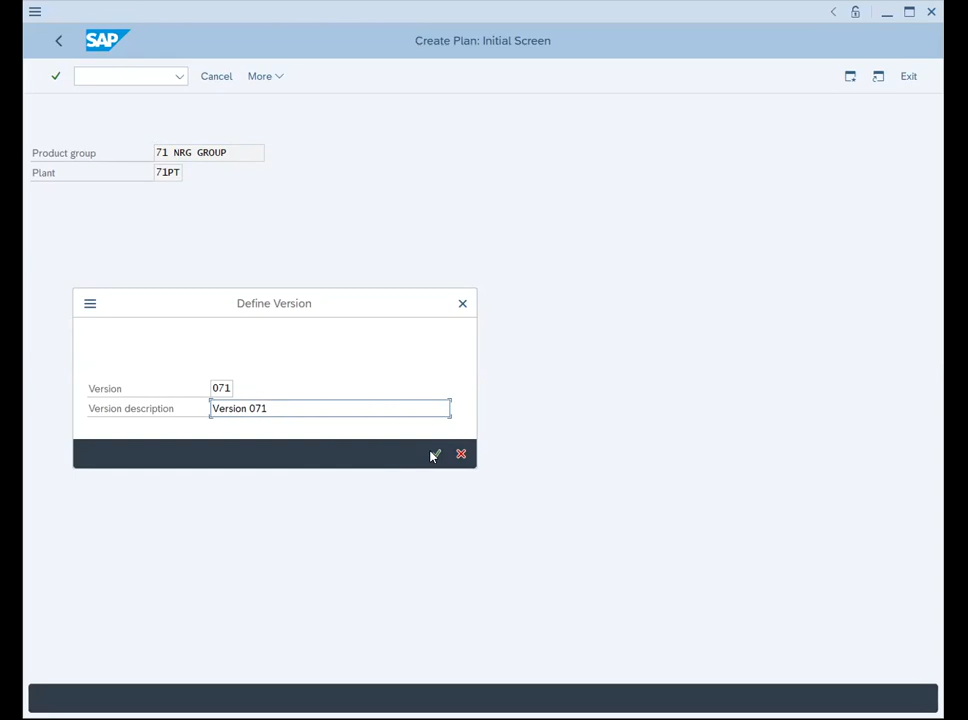 SAP
Create Plan: Initial Screen
Cancel More Exit
Product group 71 NRG GROUP
Plant 71PT
Define Version
Version 071
Version description Version 071